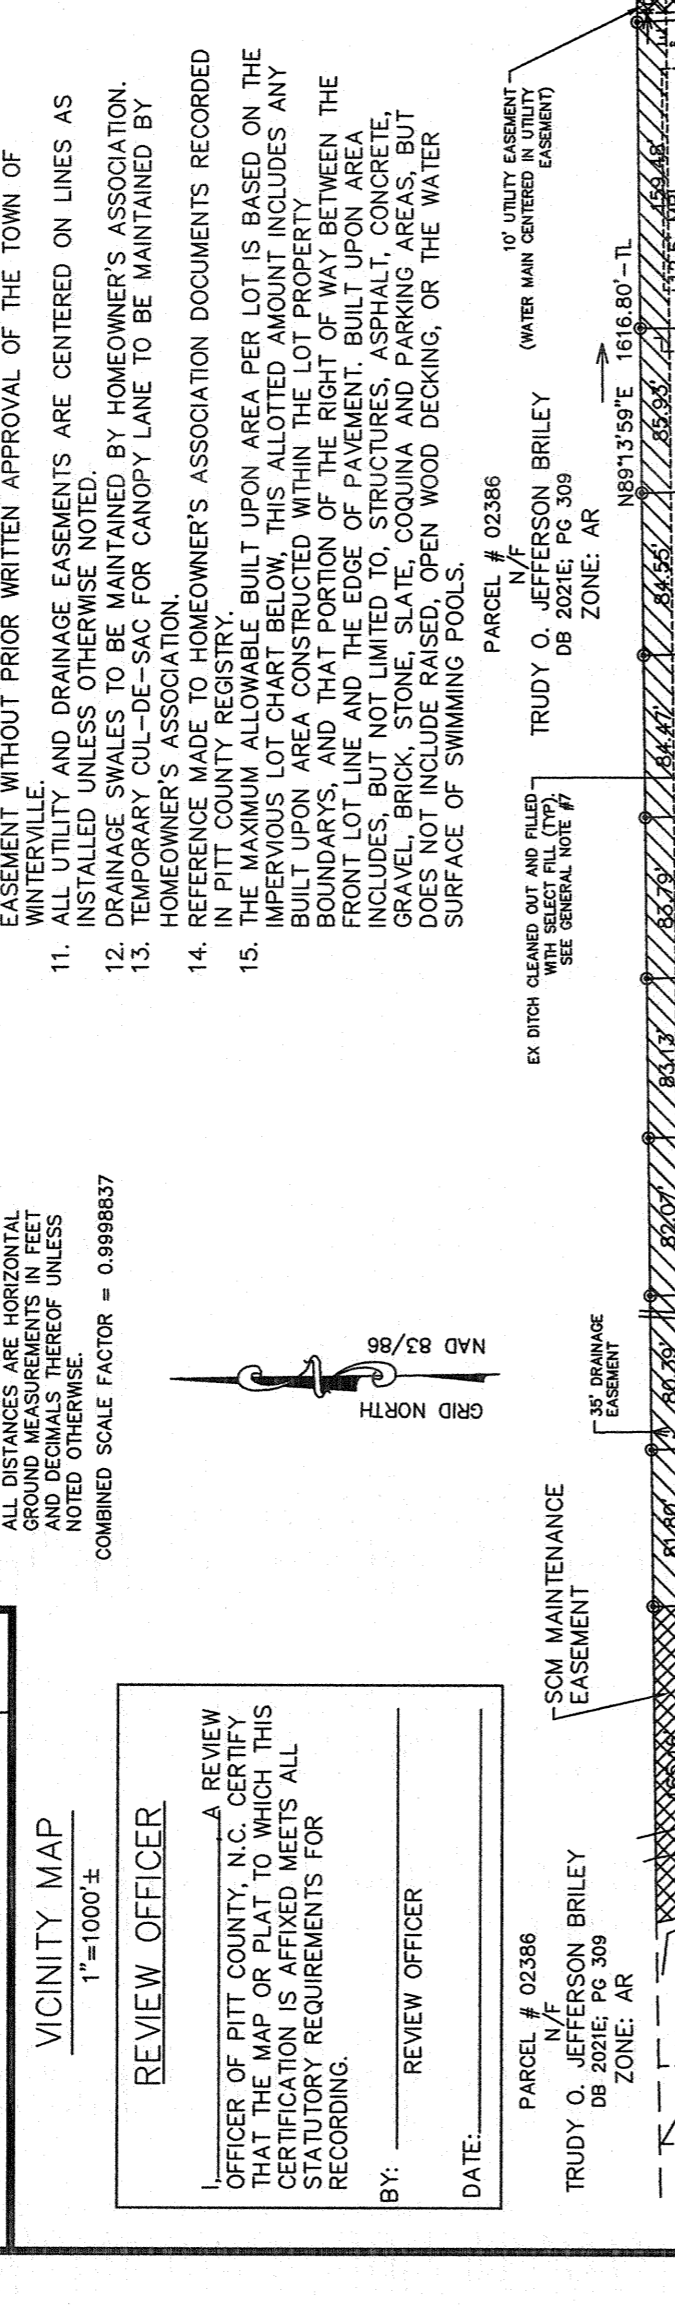 EASEMENT WITHOUT PRIOR WRITTEN APPROVAL OF THE TOWN OF
WINTERVILLE.
11. ALL UTILITY AND DRAINAGE EASEMENTS ARE CENTERED ON LINES AS
INSTALLED UNLESS OTHERWISE NOTED.
12. DRAINAGE SWALES TO BE MAINTAINED BY HOMEOWNER'S ASSOCIATION.
13. TEMPORARY CUL-DE-SAC FOR CANOPY LANE TO BE MAINTAINED BY
HOMEOWNER'S ASSOCIATION.
14. REFERENCE MADE TO HOMEOWNER'S ASSOCIATION DOCUMENTS RECORDED
IN PITT COUNTY REGISTRY.
15. THE MAXIMUM ALLOWABLE BUILT UPON AREA PER LOT IS BASED ON THE
IMPERVIOUS LOT CHART BELOW, THIS ALLOTTED AMOUNT INCLUDES ANY
BUILT UPON AREA CONSTRUCTED WITHIN THE LOT PROPERTY
BOUNDARYS, AND THAT PORTION OF THE RIGHT OF WAY BETWEEN THE
FRONT LOT LINE AND THE EDGE OF PAVEMENT. BUILT UPON AREA
INCLUDES, BUT NOT LIMITED TO, STRUCTURES, ASPHALT, CONCRETE,
GRAVEL, BRICK, STONE, SLATE, COQUINA AND PARKING AREAS, BUT
DOES NOT INCLUDE RAISED, OPEN WOOD DECKING, OR THE WATER
SURFACE OF SWIMMING POOLS.
ALL DISTANCES ARE HORIZONTAL
GROUND MEASUREMENTS IN FEET
AND DECIMALS THEREOF UNLESS
NOTED OTHERWISE.
COMBINED SCALE FACTOR = 0.9998837
GRID NORTH
NAD 83/86
VICINITY MAP
1"=1000'±
REVIEW OFFICER
I, A REVIEW
OFFICER OF PITT COUNTY, N.C. CERTIFY
THAT THE MAP OR PLAT TO WHICH THIS
CERTIFICATION IS AFFIXED MEETS ALL
STATUTORY REQUIREMENTS FOR
RECORDING.
BY:
REVIEW OFFICER
DATE:
PARCEL # 02386
N/F
TRUDY O. JEFFERSON BRILEY
DB 2021E; PG 309
ZONE: AR
SCM MAINTENANCE
EASEMENT
35' DRAINAGE
EASEMENT
EX DITCH CLEANED OUT AND FILLED
WITH SELECT FILL (TYP).
SEE GENERAL NOTE #7
PARCEL # 02386
N/F
TRUDY O. JEFFERSON BRILEY
DB 2021E; PG 309
ZONE: AR
10' UTILITY EASEMENT
(WATER MAIN CENTERED IN UTILITY
EASEMENT)
N89°13'59"E 1616.80'-TL
81.80'
80.39'
82.07'
83.13'
83.79'
84.47'
84.55'
85.93'
159.48'